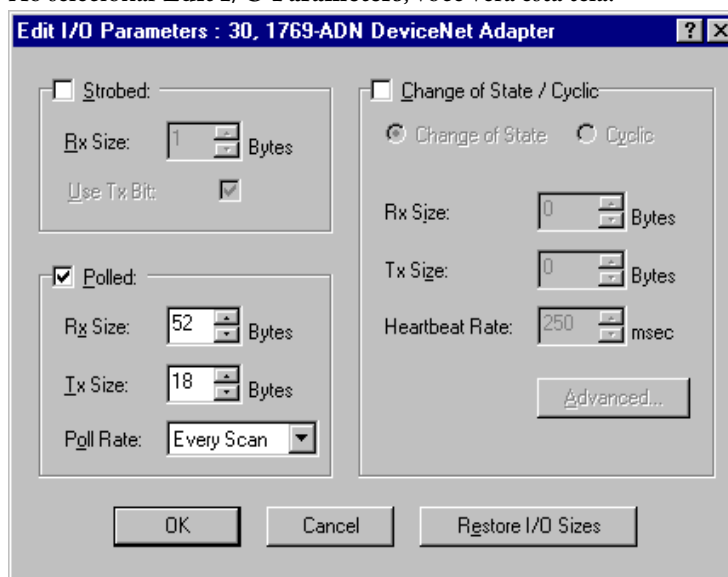 Ao selecionar Edit I/O Parameters, você verá esta tela:
Edit I/O Parameters : 30, 1769-ADN DeviceNet Adapter
Strobed:
Rx Size: 1 Bytes
Use Tx Bit:
Polled:
Rx Size: 52 Bytes
Tx Size: 18 Bytes
Poll Rate: Every Scan
Change of State / Cyclic
Change of State Cyclic
Rx Size: 0 Bytes
Tx Size: 0 Bytes
Heartbeat Rate: 250 msec
Advanced...
OK Cancel Restore I/O Sizes